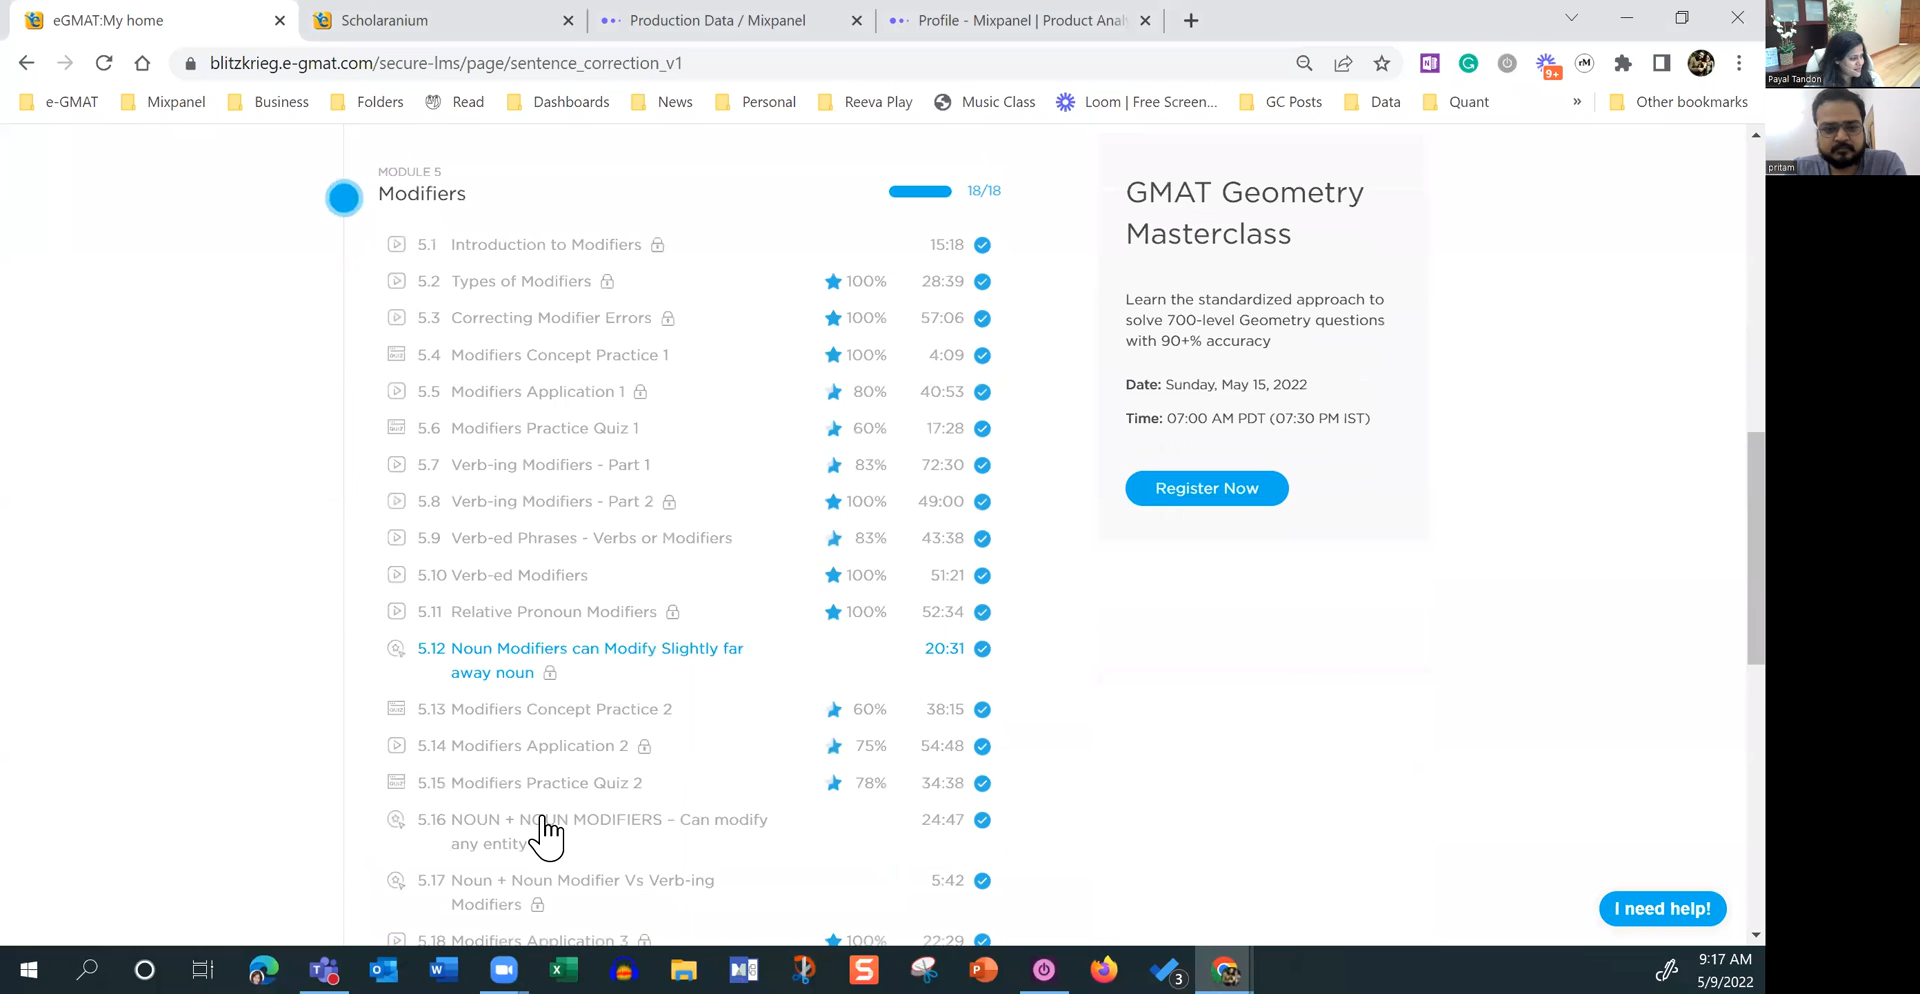 eGMAT:My home
Scholaranium
Production Data / Mixpanel
Profile - Mixpanel | Product Anal
blitzkrieg.e-gmat.com/secure-lms/page/sentence_correction_v1
9+
rM
e-GMAT
Mixpanel
Business
Folders
Read
Dashboards
News
Personal
Reeva Play
Music Class
Loom | Free Screen...
GC Posts
Data
Quant
»
Other bookmarks
Payal Tandon
pritam
MODULE 5
Modifiers
18/18
5.1 Introduction to Modifiers 15:18
5.2 Types of Modifiers 100% 28:39
5.3 Correcting Modifier Errors 100% 57:06
5.4 Modifiers Concept Practice 1 100% 4:09
5.5 Modifiers Application 1 80% 40:53
5.6 Modifiers Practice Quiz 1 60% 17:28
5.7 Verb-ing Modifiers - Part 1 83% 72:30
5.8 Verb-ing Modifiers - Part 2 100% 49:00
5.9 Verb-ed Phrases - Verbs or Modifiers 83% 43:38
5.10 Verb-ed Modifiers 100% 51:21
5.11 Relative Pronoun Modifiers 100% 52:34
5.12 Noun Modifiers can Modify Slightly far 20:31
away noun
5.13 Modifiers Concept Practice 2 60% 38:15
5.14 Modifiers Application 2 75% 54:48
5.15 Modifiers Practice Quiz 2 78% 34:38
5.16 NOUN + NOUN MODIFIERS – Can modify 24:47
any entity
5.17 Noun + Noun Modifier Vs Verb-ing 5:42
Modifiers
5.18 Modifiers Application 3 100% 22:29
GMAT Geometry
Masterclass
Learn the standardized approach to
solve 700-level Geometry questions
with 90+% accuracy
Date: Sunday, May 15, 2022
Time: 07:00 AM PDT (07:30 PM IST)
Register Now
I need help!
3
9:17 AM
5/9/2022